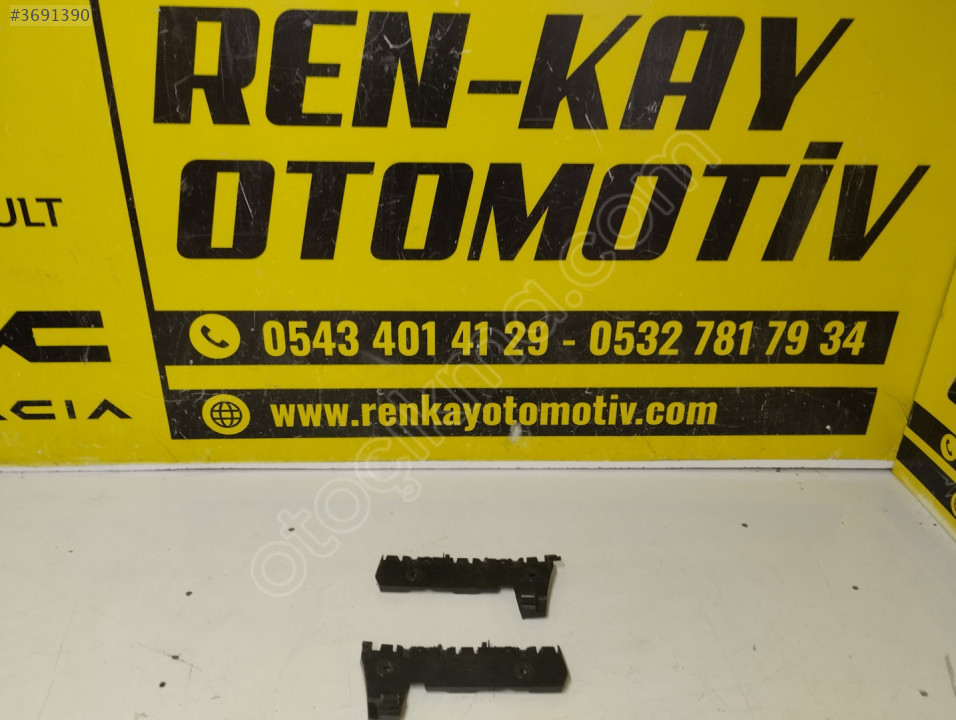 #3691390
REN-KAY
OTOMOTİV
ULT
0543 401 41 29 - 0532 781 79 34
ACIA
www.renkayotomotiv.com
otoçıkma.com